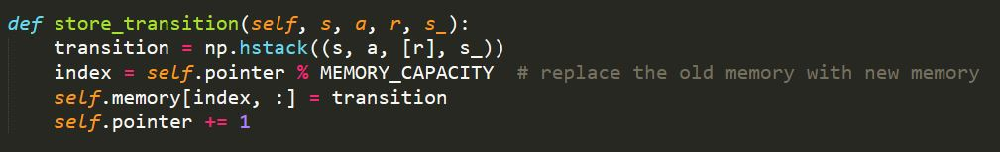 def store_transition(self, s, a, r, s_):
    transition = np.hstack((s, a, [r], s_))
    index = self.pointer % MEMORY_CAPACITY  # replace the old memory with new memory
    self.memory[index, :] = transition
    self.pointer += 1